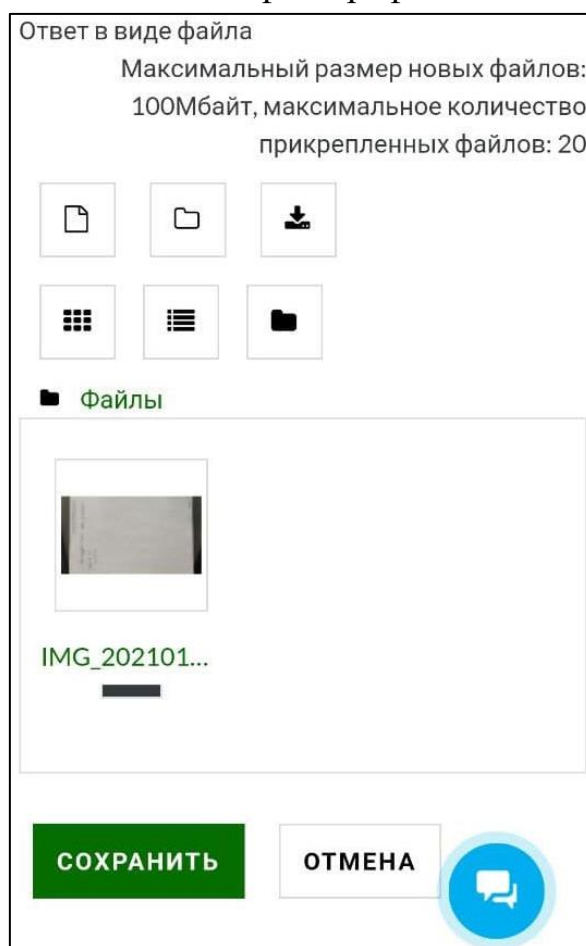 Ответ в виде файла
Максимальный размер новых файлов:
100Мбайт, максимальное количество
прикрепленных файлов: 20
Файлы
IMG_202101...
СОХРАНИТЬ
ОТМЕНА